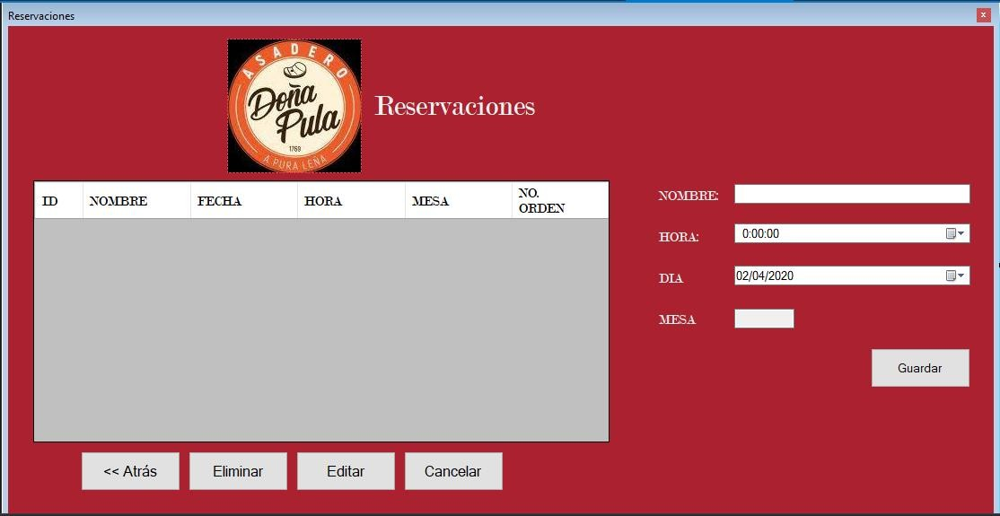 Reservaciones
x
ASADERO
Doña
Pula
1769
A PURA LEÑA
Reservaciones
ID NOMBRE FECHA HORA MESA NO. ORDEN
NOMBRE:
HORA: 0:00:00
DIA 02/04/2020
MESA
Guardar
<< Atrás Eliminar Editar Cancelar